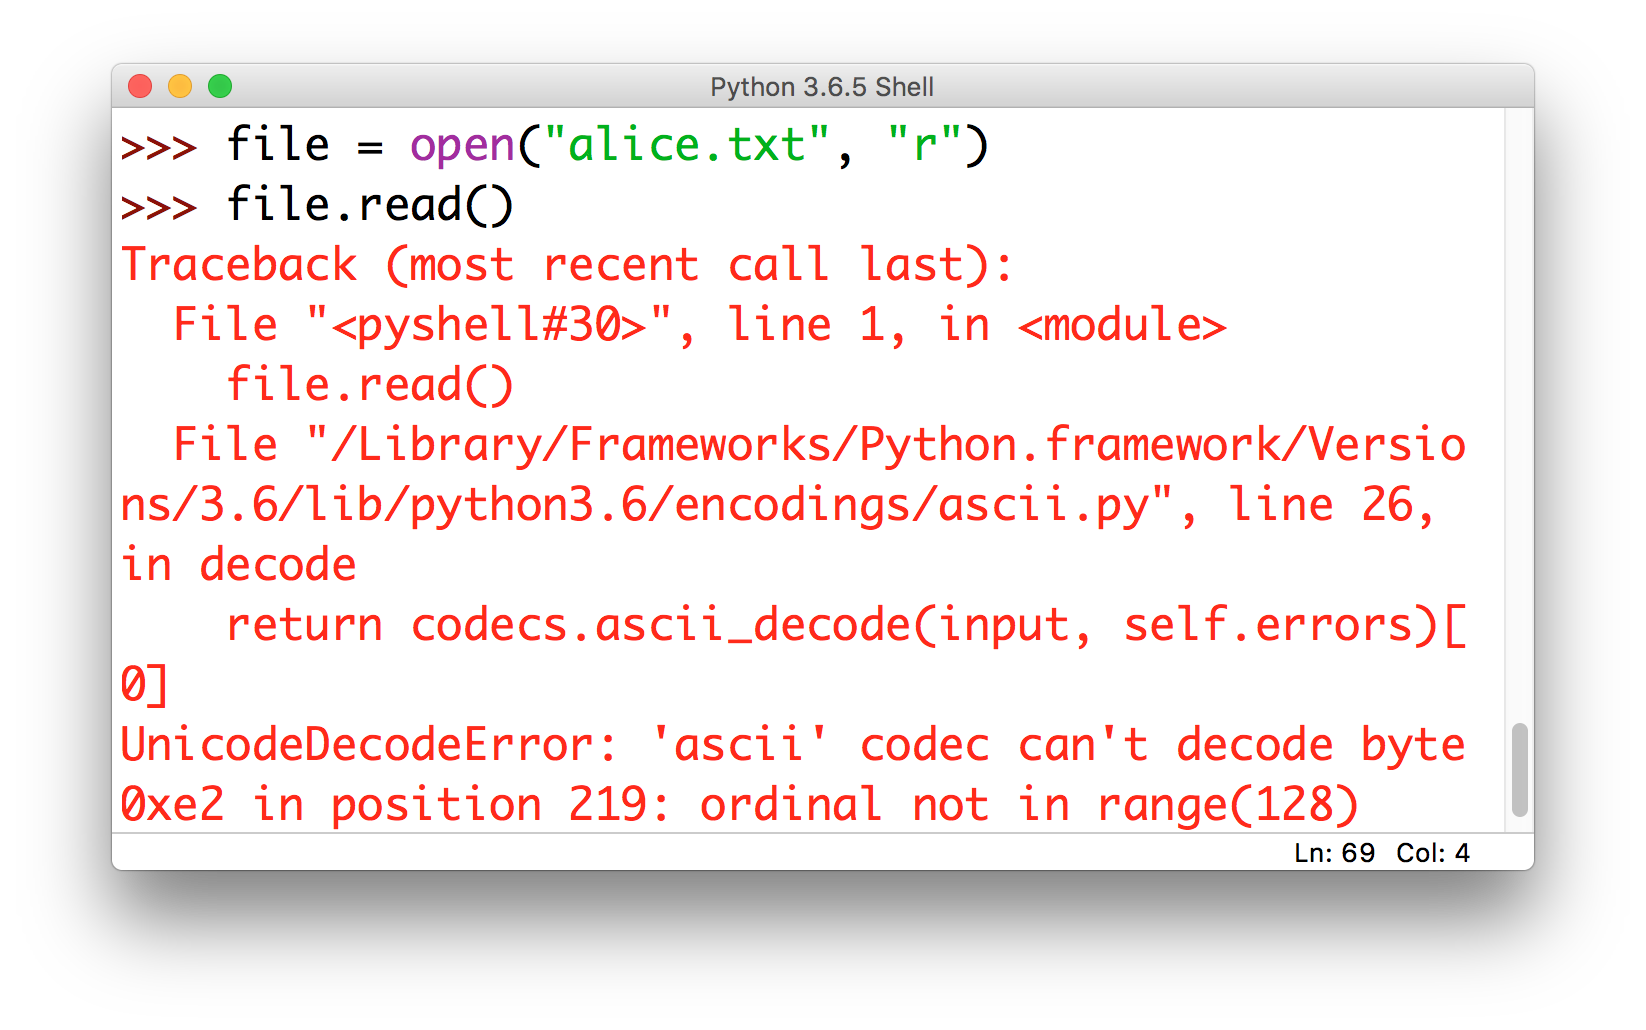 Python 3.6.5 Shell
>>> file = open("alice.txt", "r")
>>> file.read()
Traceback (most recent call last):
  File "<pyshell#30>", line 1, in <module>
    file.read()
  File "/Library/Frameworks/Python.framework/Versio
ns/3.6/lib/python3.6/encodings/ascii.py", line 26,
in decode
    return codecs.ascii_decode(input, self.errors)[
0]
UnicodeDecodeError: 'ascii' codec can't decode byte
0xe2 in position 219: ordinal not in range(128)
Ln: 69 Col: 4